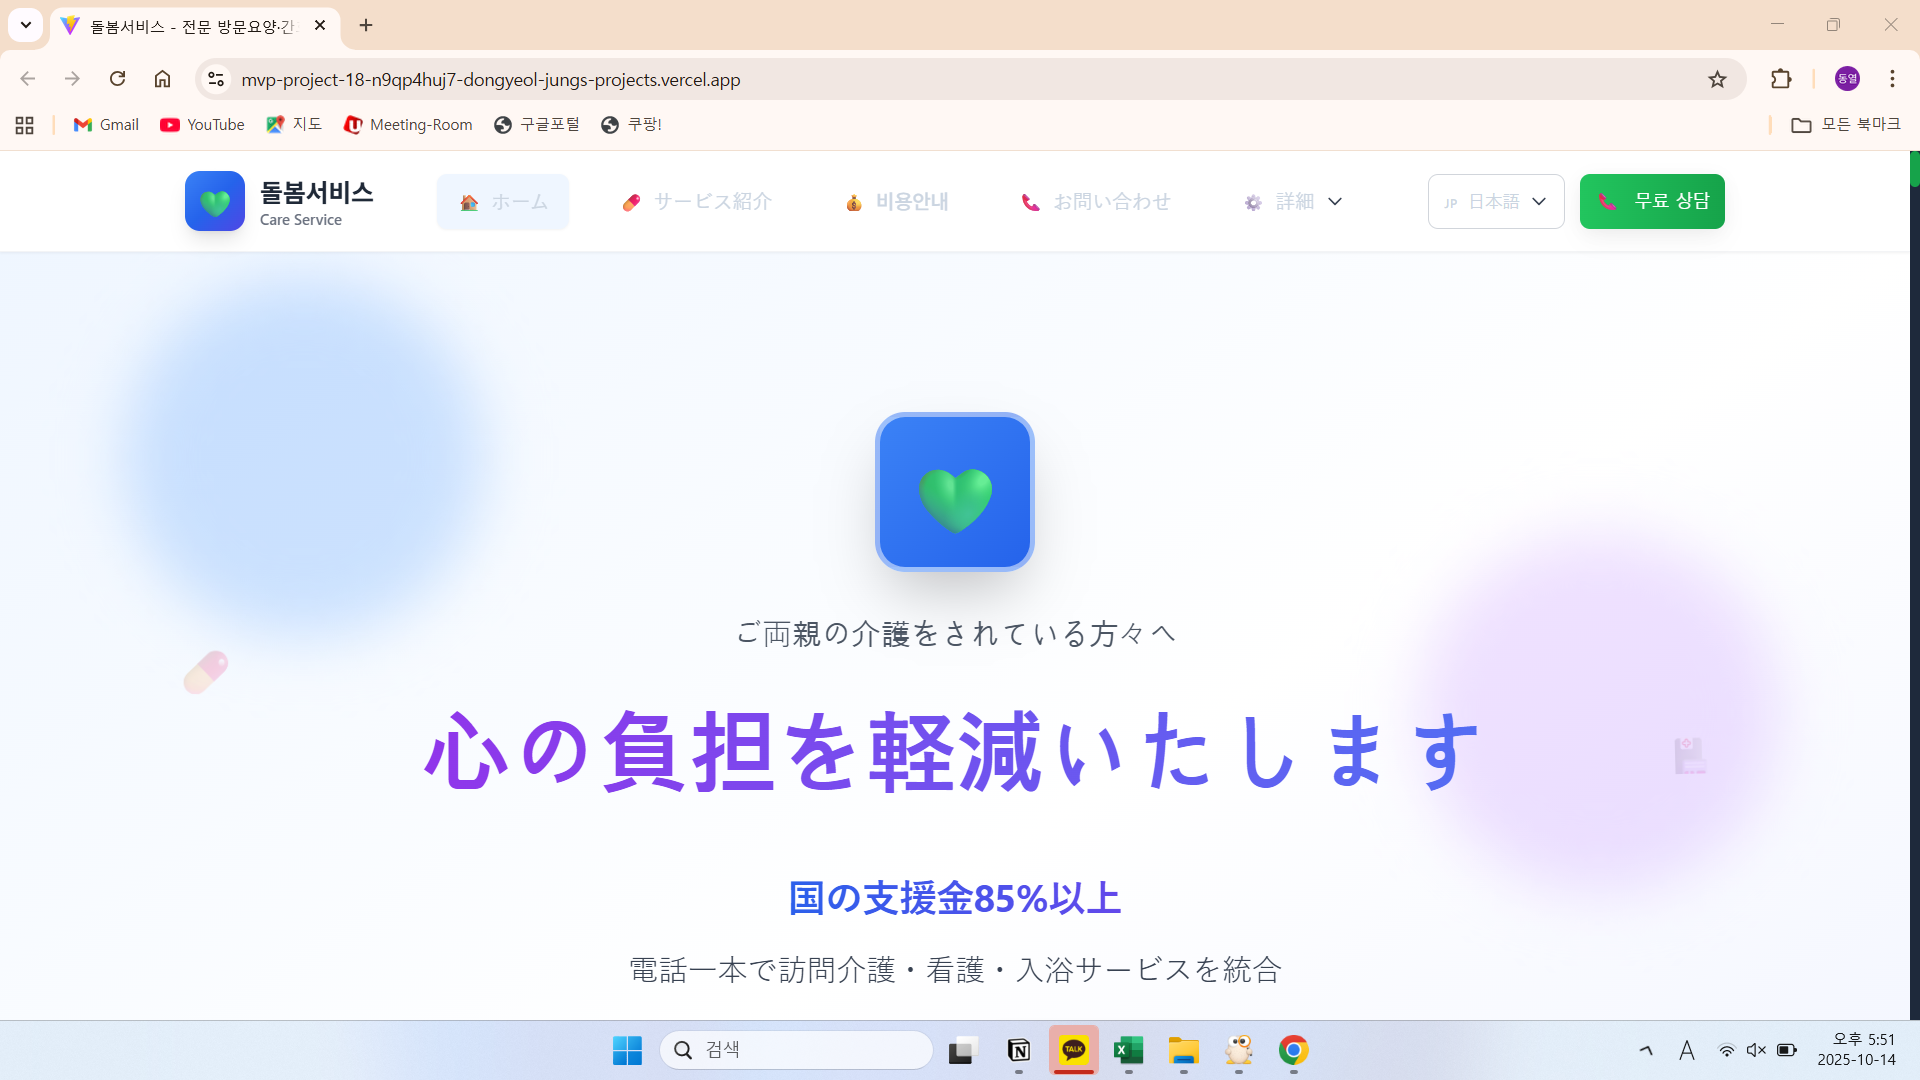 돌봄서비스 - 전문 방문요양·간
mvp-project-18-n9qp4huj7-dongyeol-jungs-projects.vercel.app
동열
Gmail
YouTube
지도
Meeting-Room
구글포털
쿠팡!
모든 북마크
돌봄서비스
Care Service
ホーム
サービス紹介
비용안내
お問い合わせ
詳細
JP 日本語
무료 상담
ご両親の介護をされている方々へ
心の負担を軽減いたします
国の支援金85%以上
電話一本で訪問介護・看護・入浴サービスを統合
검색
TALK
A
오후 5:51
2025-10-14